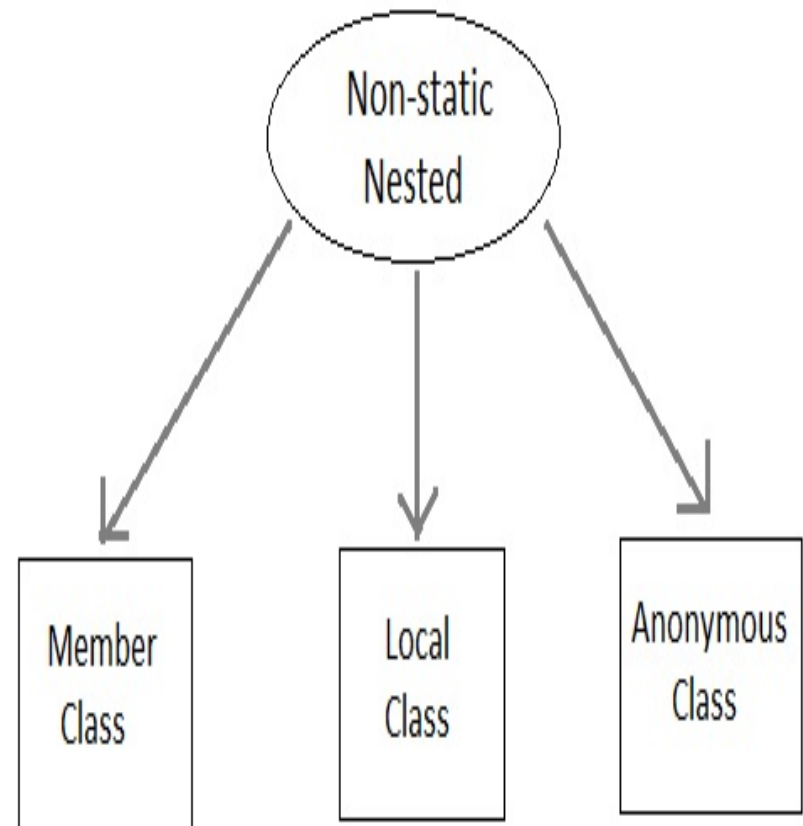 Non-static
Nested
Member
Class
Local
Class
Anonymous
Class